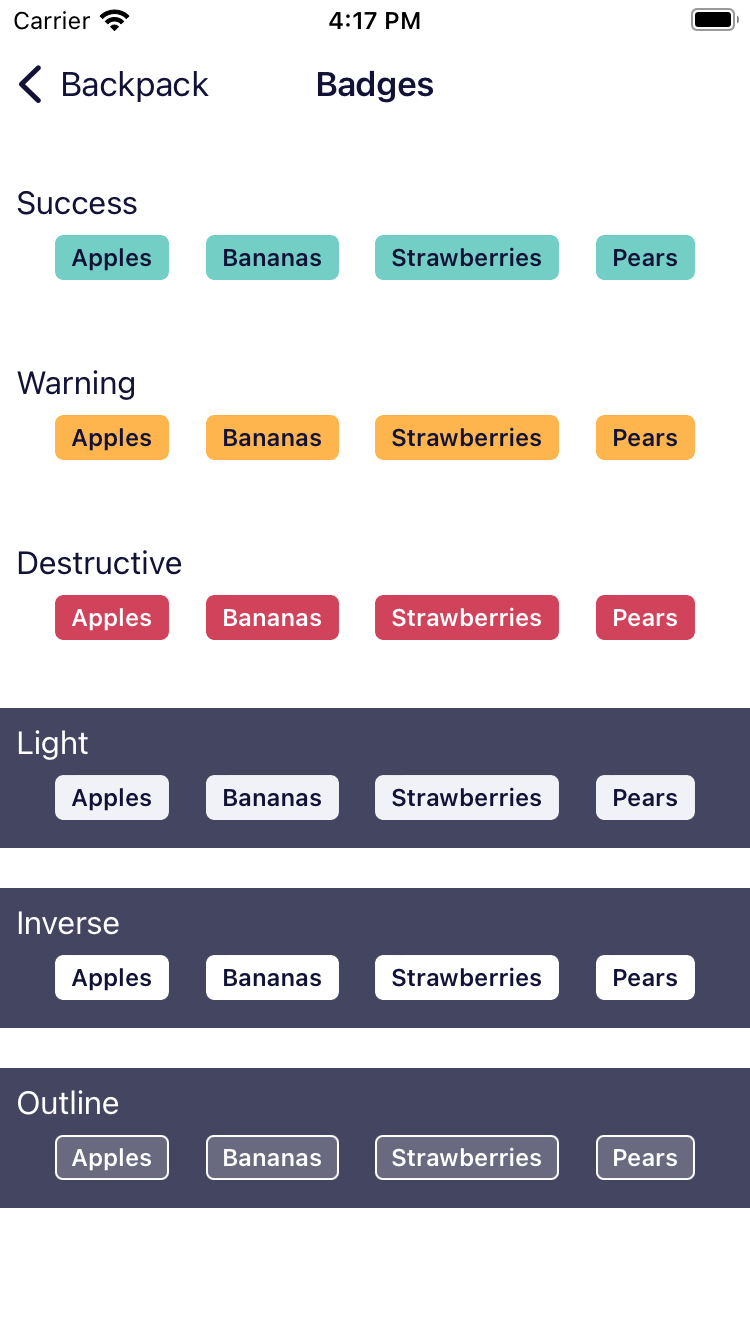 Carrier 4:17 PM
Backpack Badges
Success
Apples Bananas Strawberries Pears
Warning
Apples Bananas Strawberries Pears
Destructive
Apples Bananas Strawberries Pears
Light
Apples Bananas Strawberries Pears
Inverse
Apples Bananas Strawberries Pears
Outline
Apples Bananas Strawberries Pears